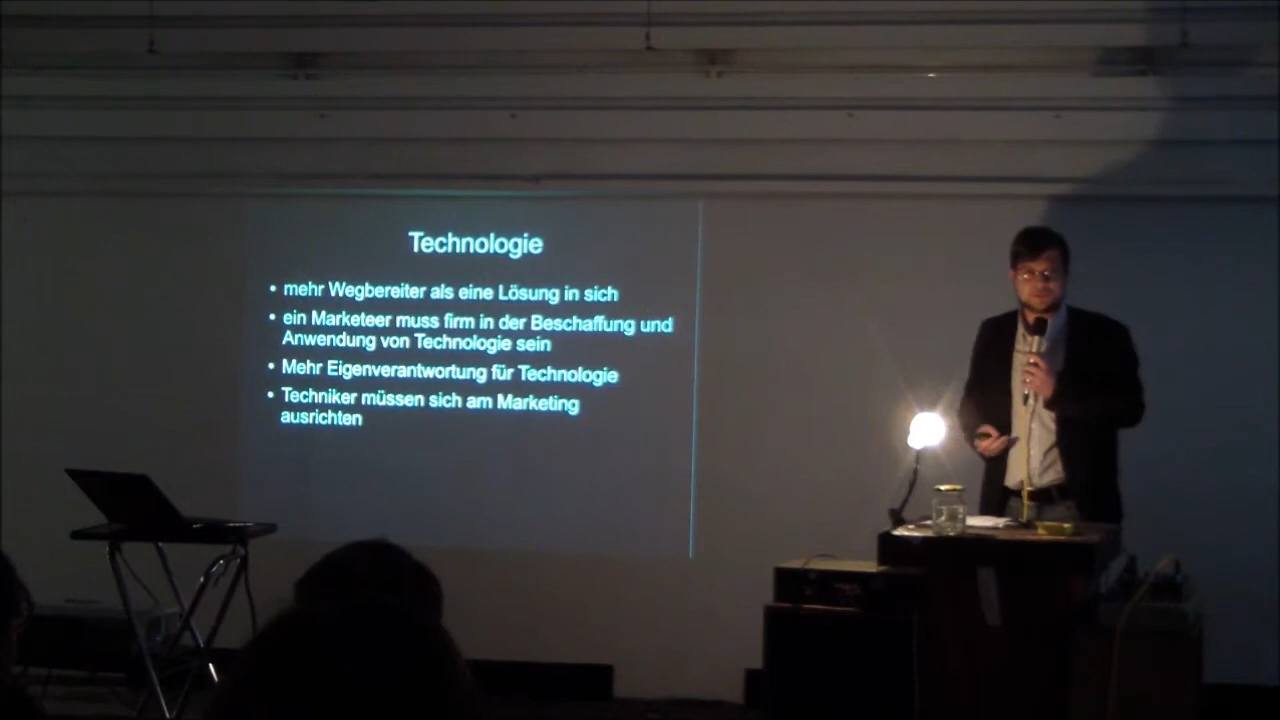 Technologie
• mehr Wegbereiter als eine Lösung in sich
• ein Marketeer muss firm in der Beschaffung und
Anwendung von Technologie sein
• Mehr Eigenverantwortung für Technologie
• Techniker müssen sich am Marketing
ausrichten